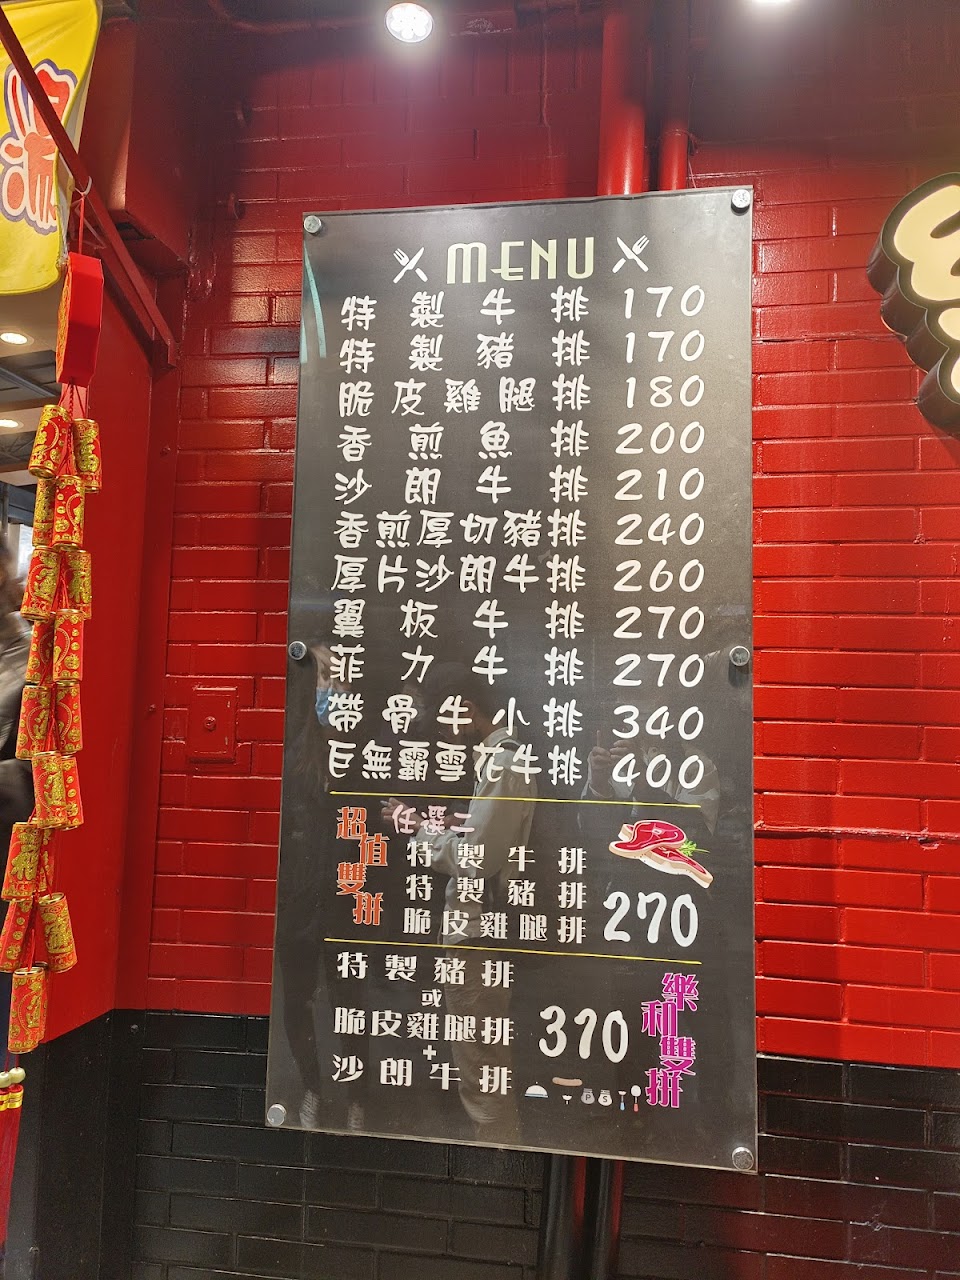 MENU
特製牛排 170
特製豬排 170
脆皮雞腿排 180
香煎魚排 200
沙朗牛排 210
香煎厚切豬排 240
厚片沙朗牛排 260
翼板牛排 270
菲力牛排 270
帶骨牛小排 340
巨無霸雪花牛排 400
超值雙拼
任選二
特製牛排
特製豬排
脆皮雞腿排
270
特製豬排
或
脆皮雞腿排
+
沙朗牛排
370
樂和雙拼
P S